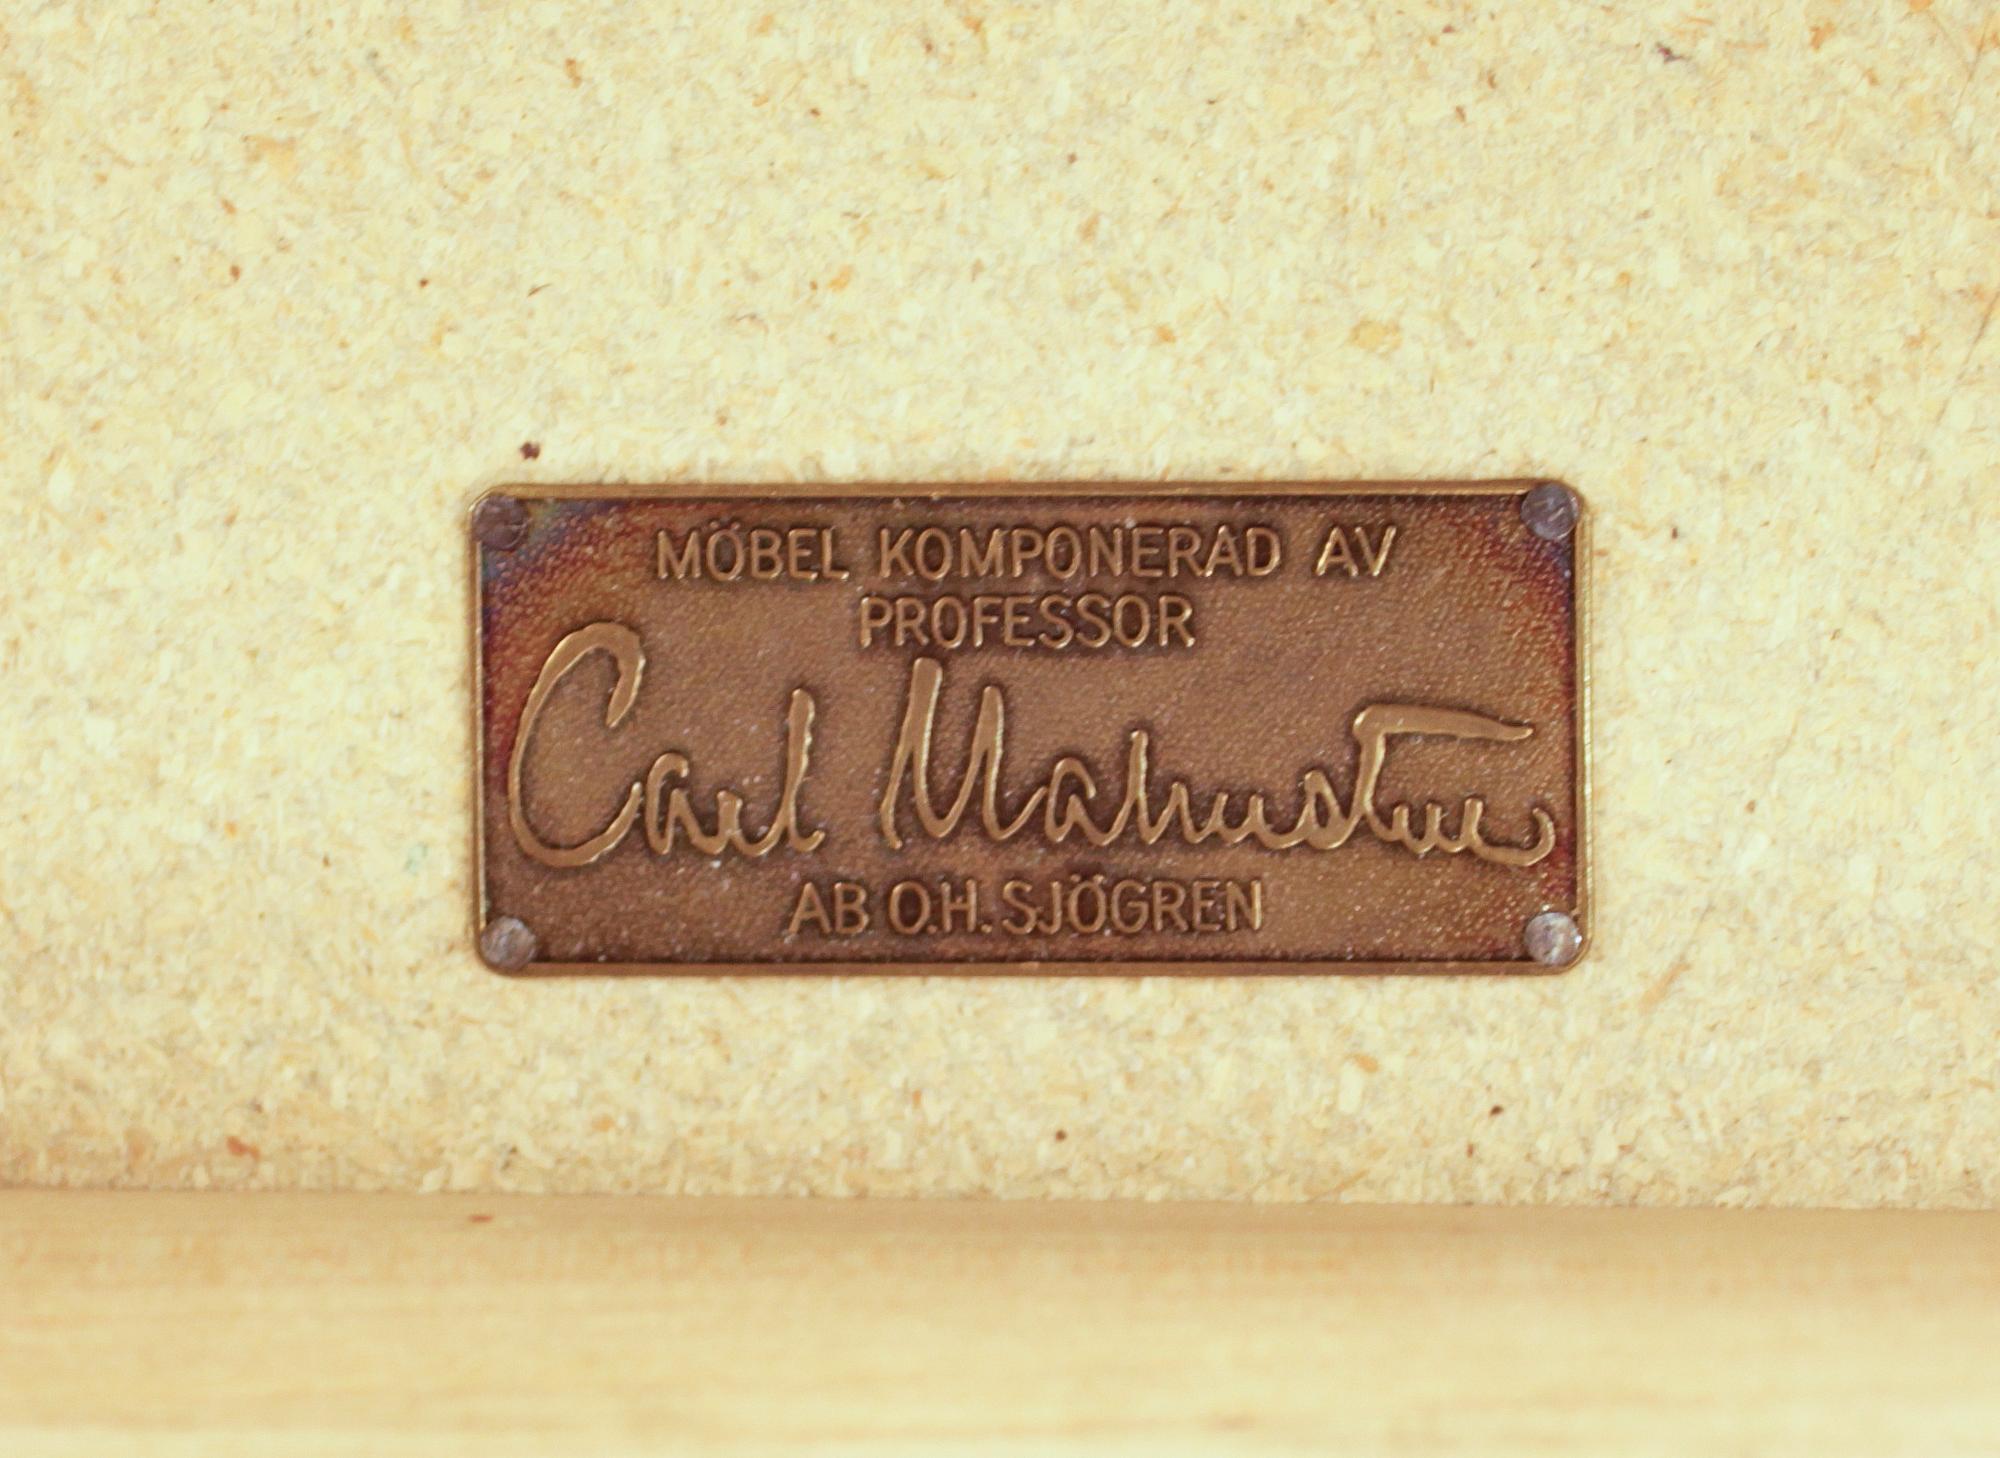 MÖBEL KOMPONERAD AV
PROFESSOR
Carl Malmsten
AB O.H. SJÖGREN